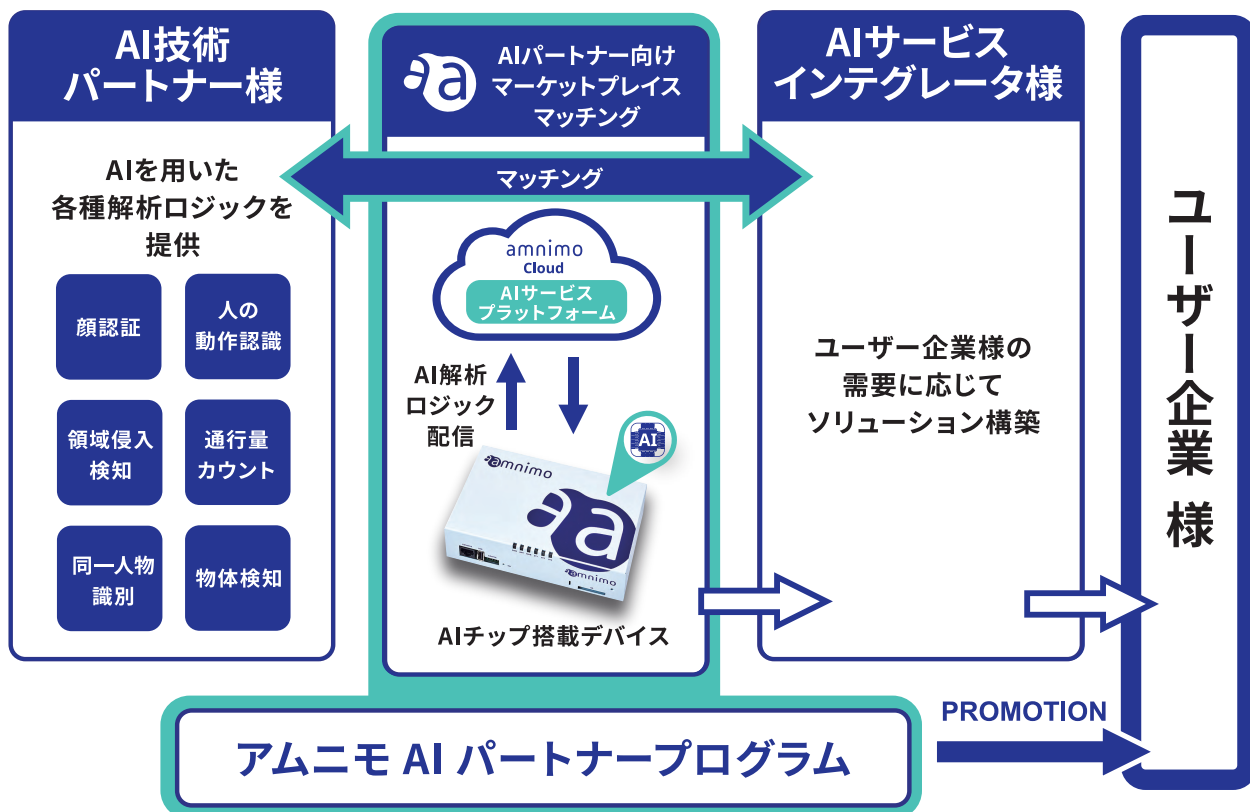 AI技術
パートナー様
AIを用いた
各種解析ロジックを
提供
顔認証
人の
動作認識
領域侵入
検知
通行量
カウント
同一人物
識別
物体検知
a
AIパートナー向け
マーケットプレイス
マッチング
マッチング
amnimo
Cloud
AIサービス
プラットフォーム
AI解析
ロジック
配信
AI
amnimo
a
amnimo
AIチップ搭載デバイス
AIサービス
インテグレータ様
ユーザー企業様の
需要に応じて
ソリューション構築
ユーザー企業 様
アムニモ AI パートナープログラム
PROMOTION